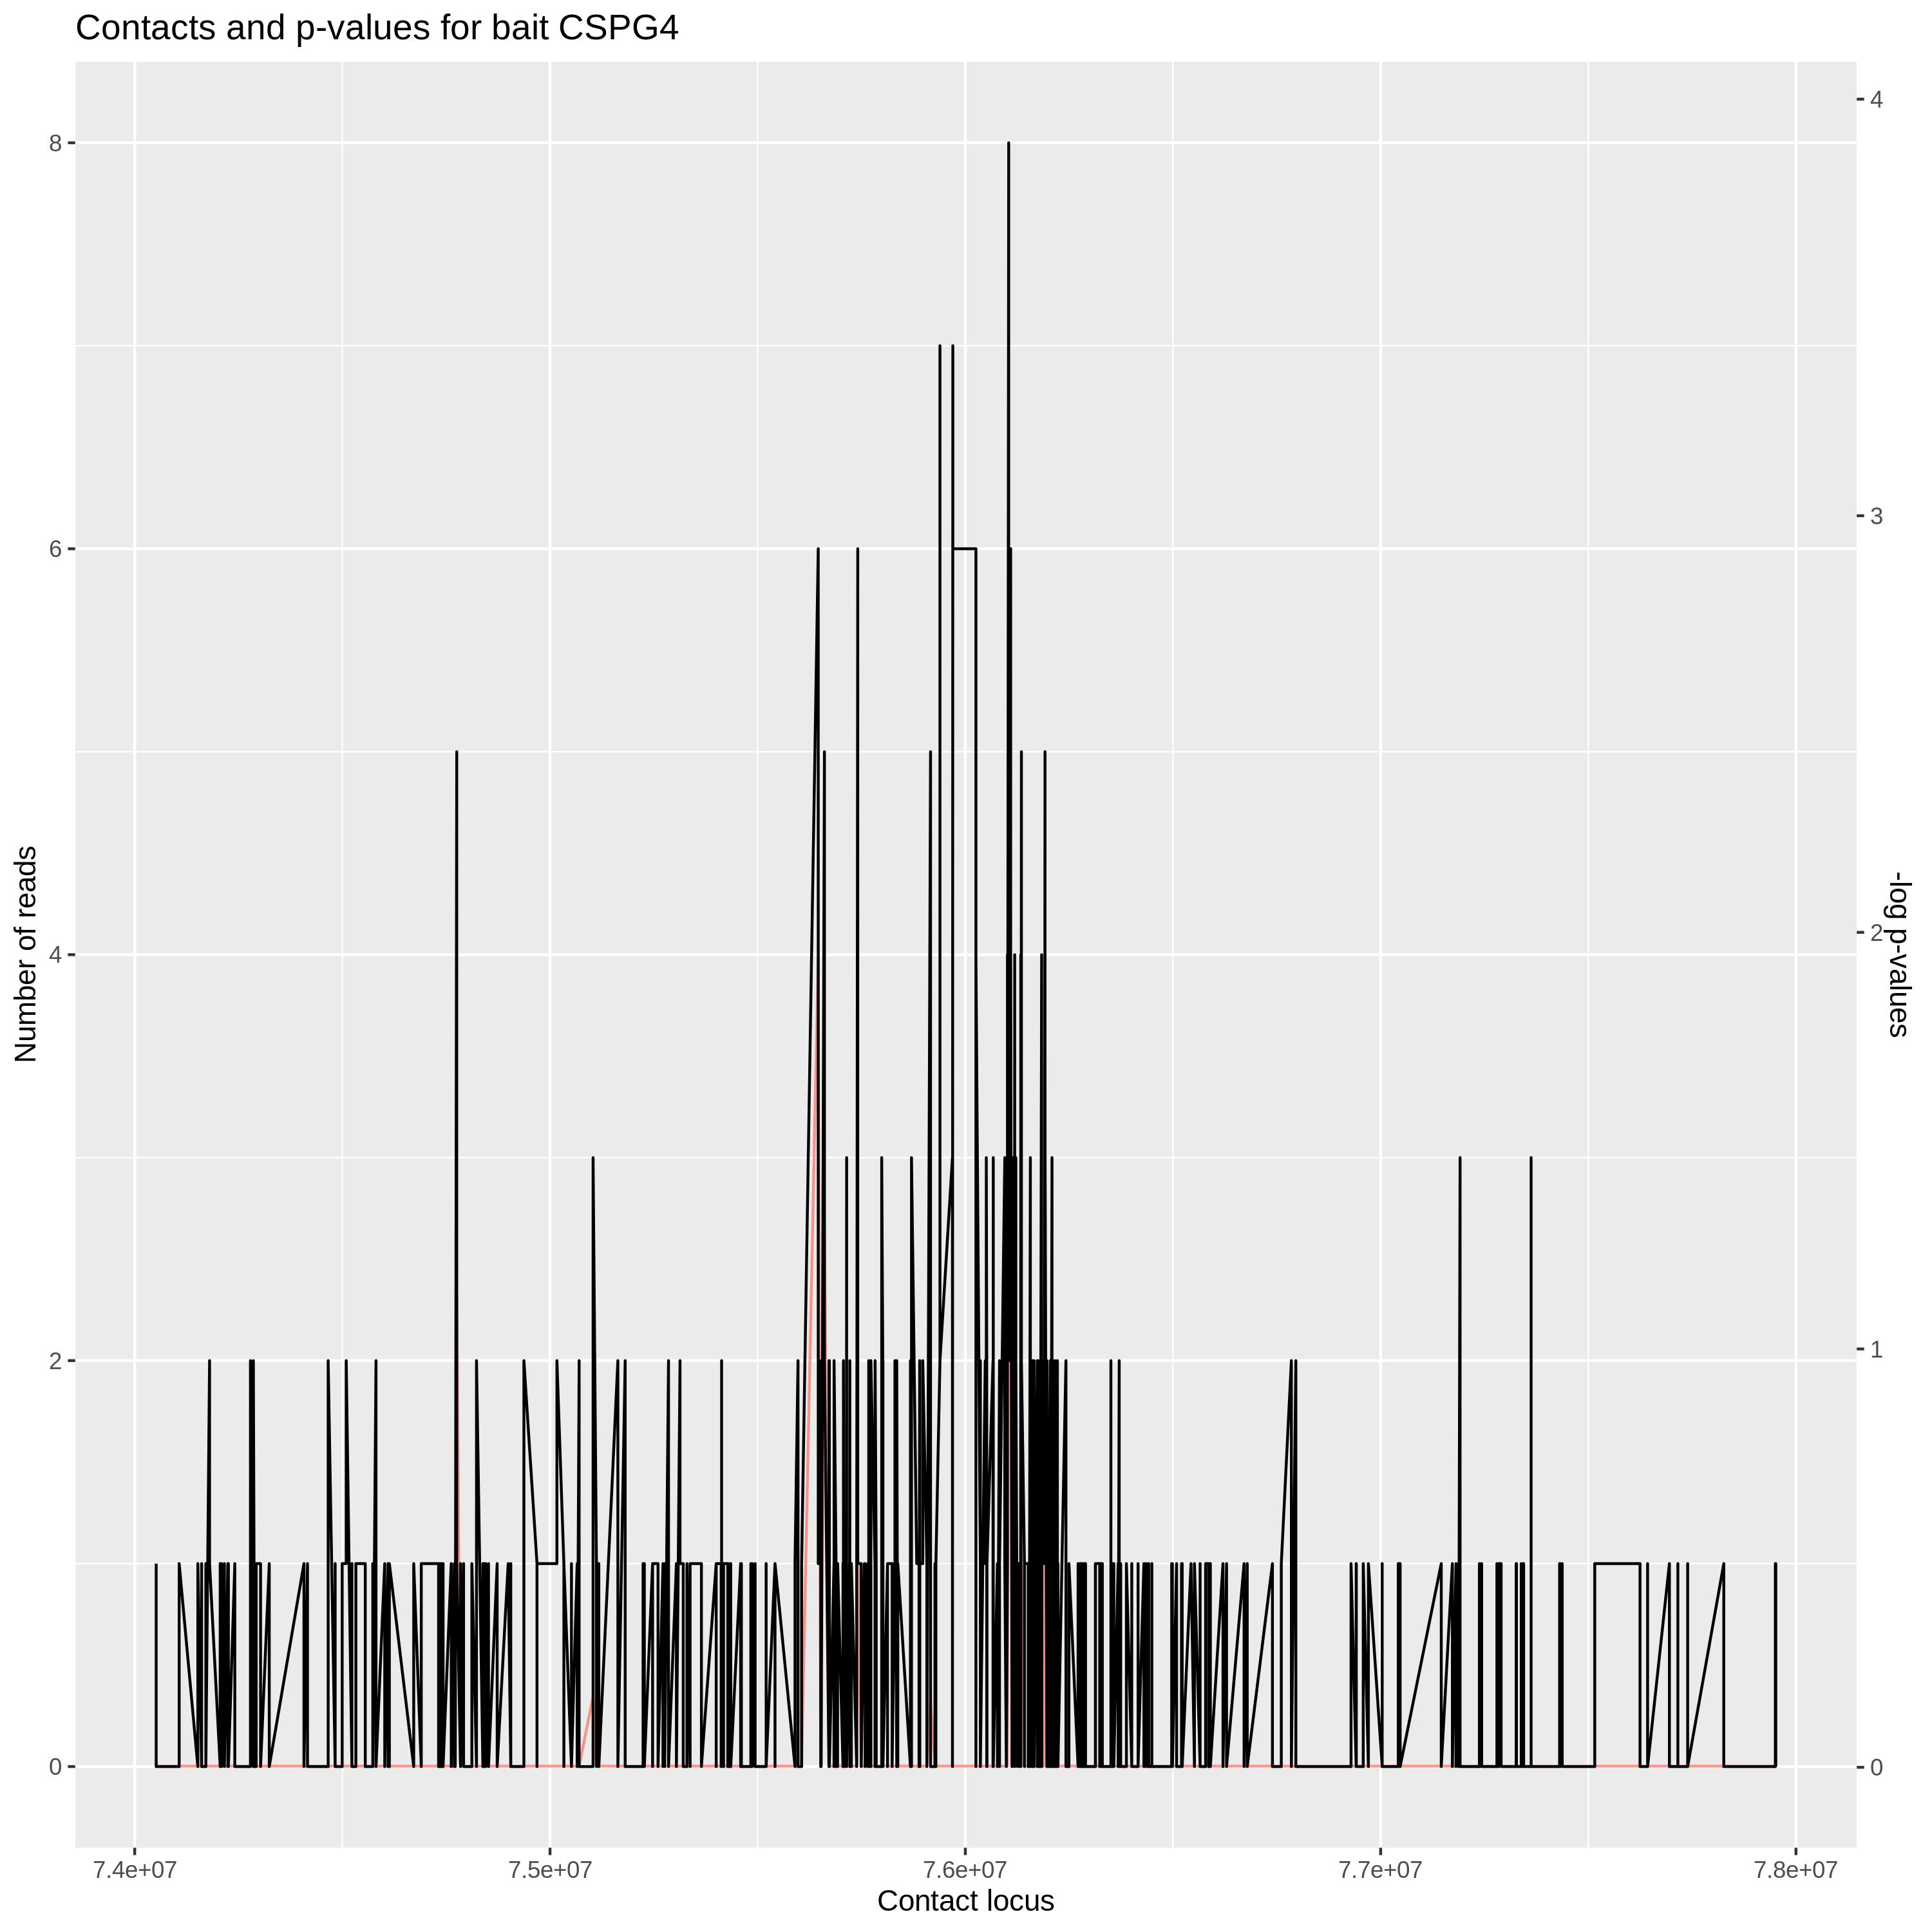 Contacts and p-values for bait CSPG4
8
6
4
2
0
Number of reads
4
3
2
1
0
-log p-values
7.4e+07 7.5e+07 7.6e+07 7.7e+07 7.8e+07
Contact locus